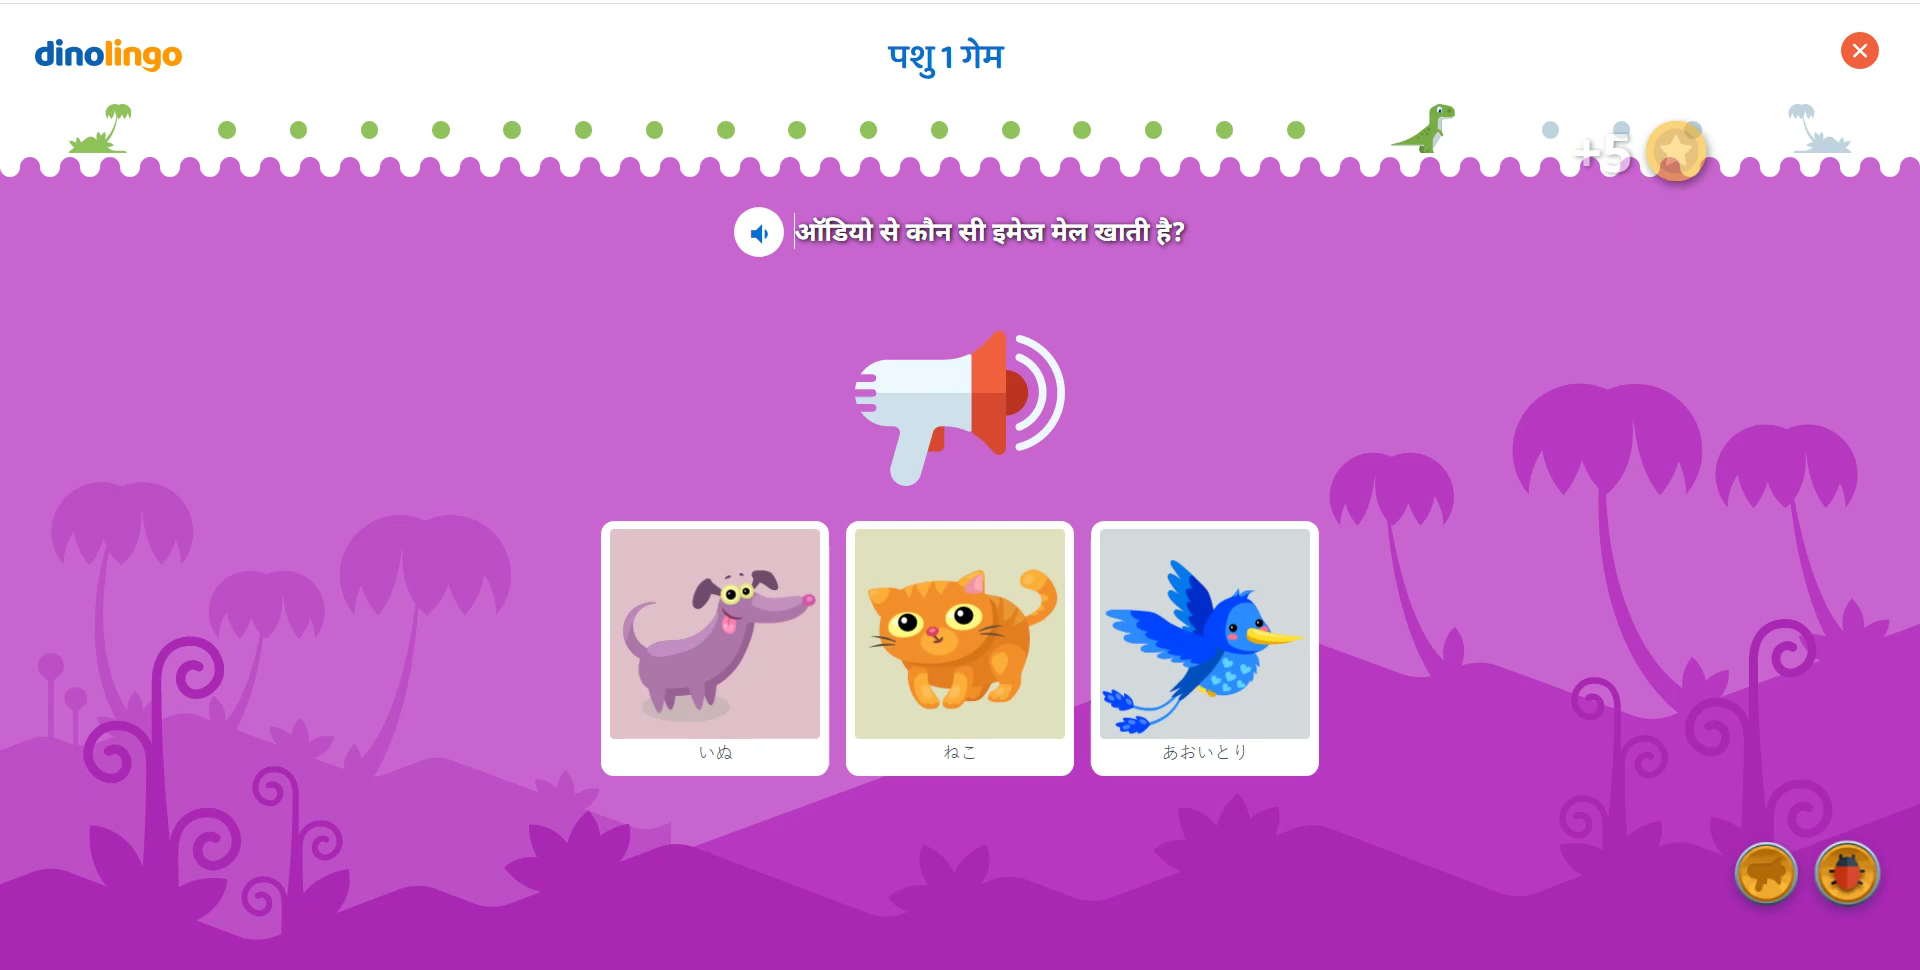 dinolingo
पशु 1 गेम
+5
ऑडियो से कौन सी इमेज मेल खाती है?
いぬ
ねこ
あおいとり